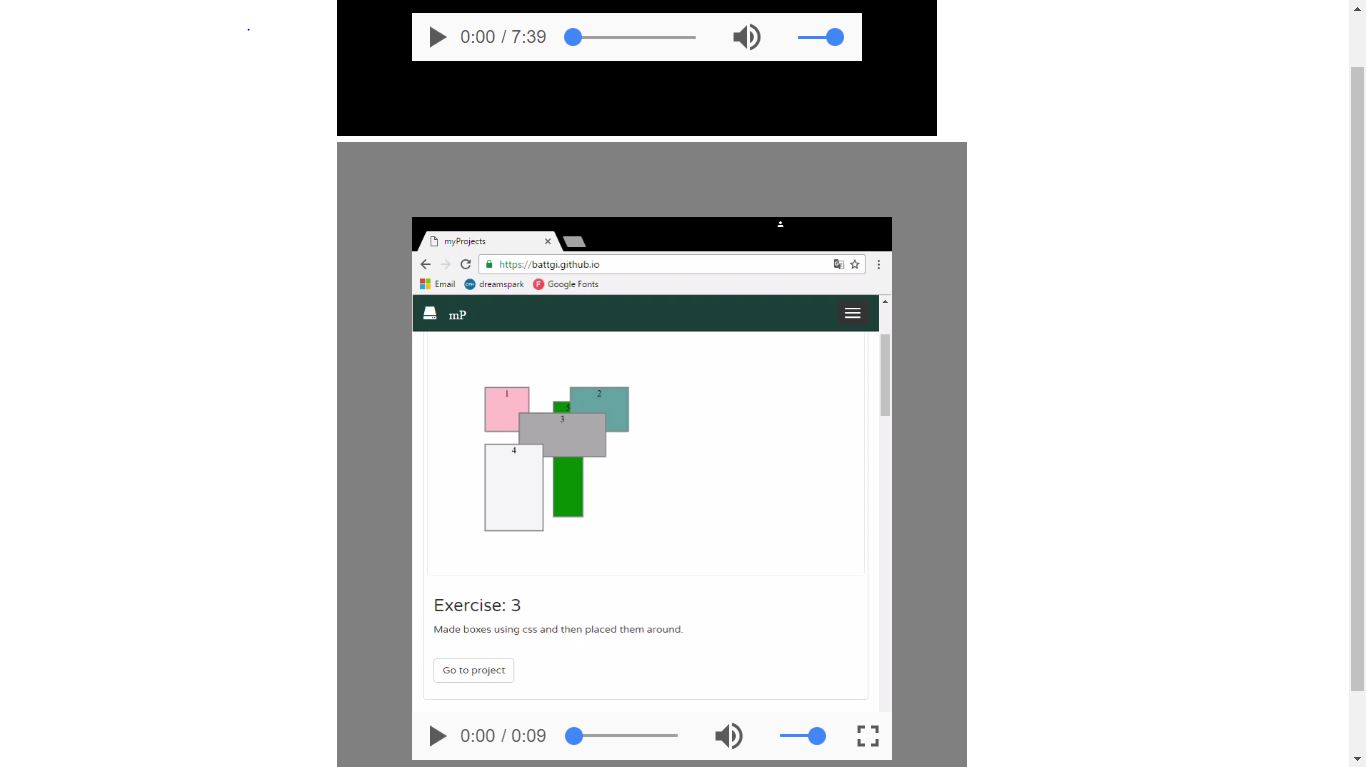 0:00 / 7:39
myProjects
https://battgi.github.io
Email dreamspark Google Fonts
mP
1
2
5
3
4
Exercise: 3
Made boxes using css and then placed them around.
Go to project
0:00 / 0:09